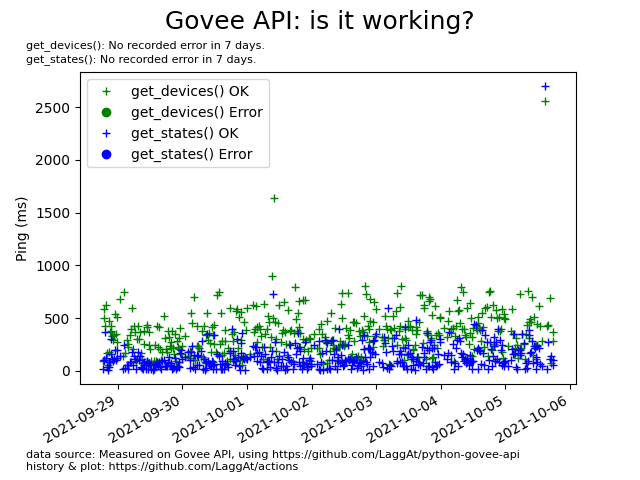 Govee API: is it working?
get_devices(): No recorded error in 7 days.
get_states(): No recorded error in 7 days.
get_devices() OK
get_devices() Error
get_states() OK
get_states() Error
Ping (ms)
2500
2000
1500
1000
500
0
2021-09-29
2021-09-30
2021-10-01
2021-10-02
2021-10-03
2021-10-04
2021-10-05
2021-10-06
data source: Measured on Govee API, using https://github.com/LaggAt/python-govee-api
history & plot: https://github.com/LaggAt/actions